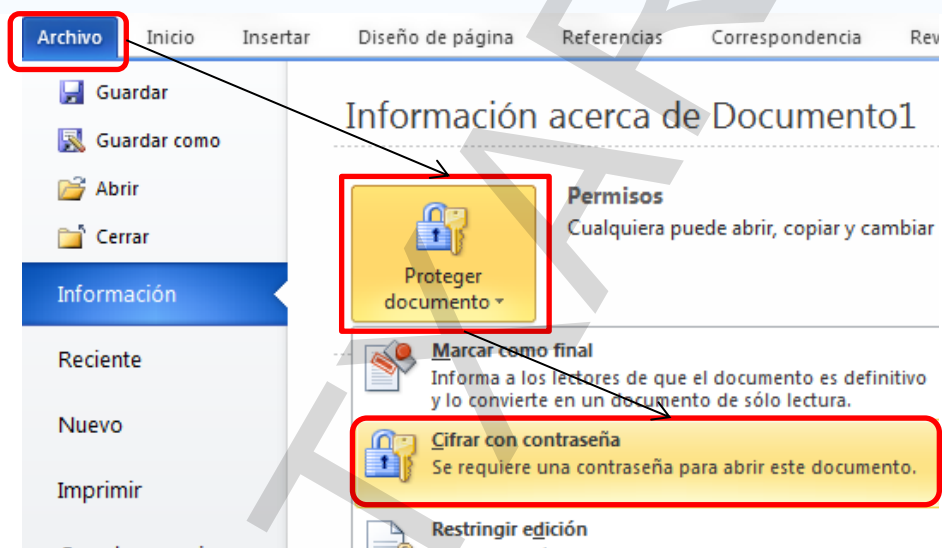 Archivo Inicio Insertar Diseño de página Referencias Correspondencia
Guardar
Guardar como
Abrir
Cerrar
Información
Reciente
Nuevo
Imprimir
Información acerca de Documento1
Proteger
documento
Permisos
Cualquiera puede abrir, copiar y cambiar
Marcar como final
Informa a los lectores de que el documento es definitivo
y lo convierte en un documento de sólo lectura.
Cifrar con contraseña
Se requiere una contraseña para abrir este documento.
Restringir edición